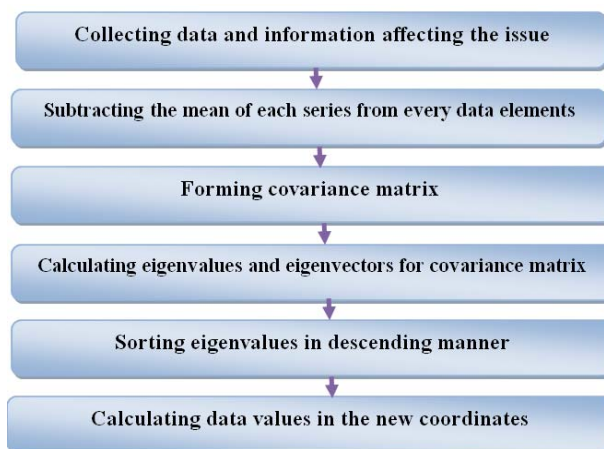 Collecting data and information affecting the issue
Subtracting the mean of each series from every data elements
Forming covariance matrix
Calculating eigenvalues and eigenvectors for covariance matrix
Sorting eigenvalues in descending manner
Calculating data values in the new coordinates